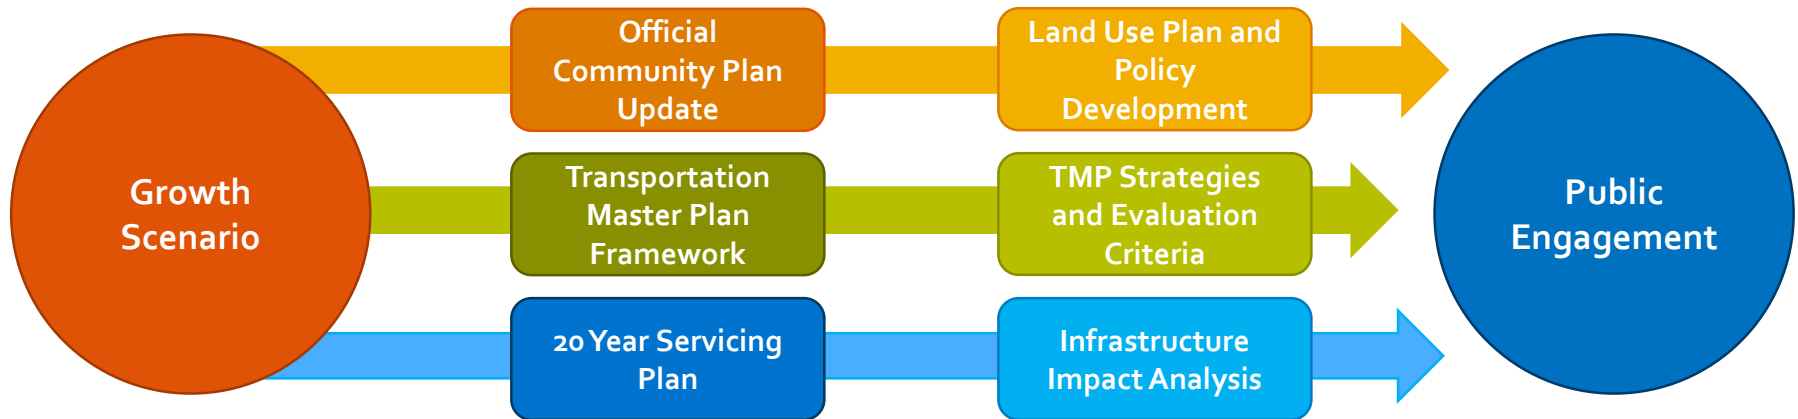 Growth
Scenario
Official
Community Plan
Update
Land Use Plan and
Policy
Development
Transportation
Master Plan
Framework
TMP Strategies
and Evaluation
Criteria
20 Year Servicing
Plan
Infrastructure
Impact Analysis
Public
Engagement